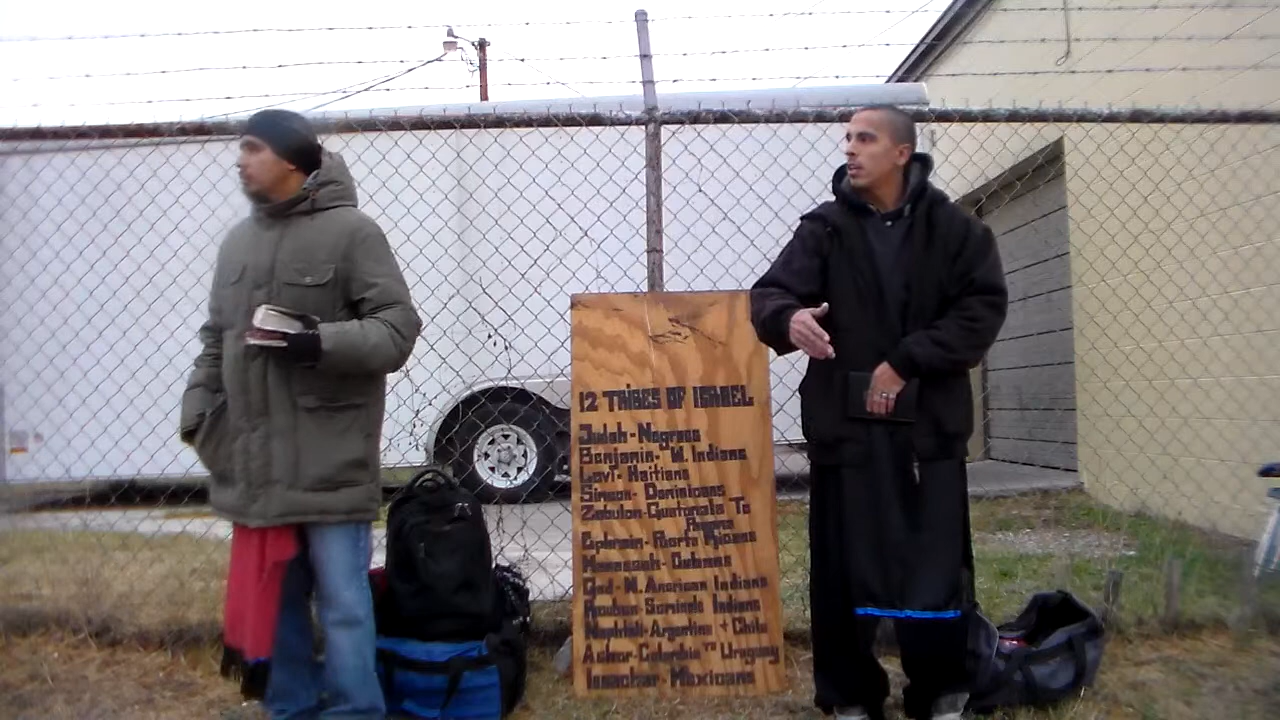 12 TRIBES OF ISRAEL
Judah - Negroes
Benjamin - W. Indians
Levi - Haitians
Simeon - Dominicans
Zebulon - Guatemala To
Panama
Ephraim - Puerto Ricans
Manasseh - Cubans
Gad - N. American Indians
Reuben - Seminole Indians
Naphtali - Argentina + Chile
Asher - Colombia To Uruguay
Issachar - Mexicans